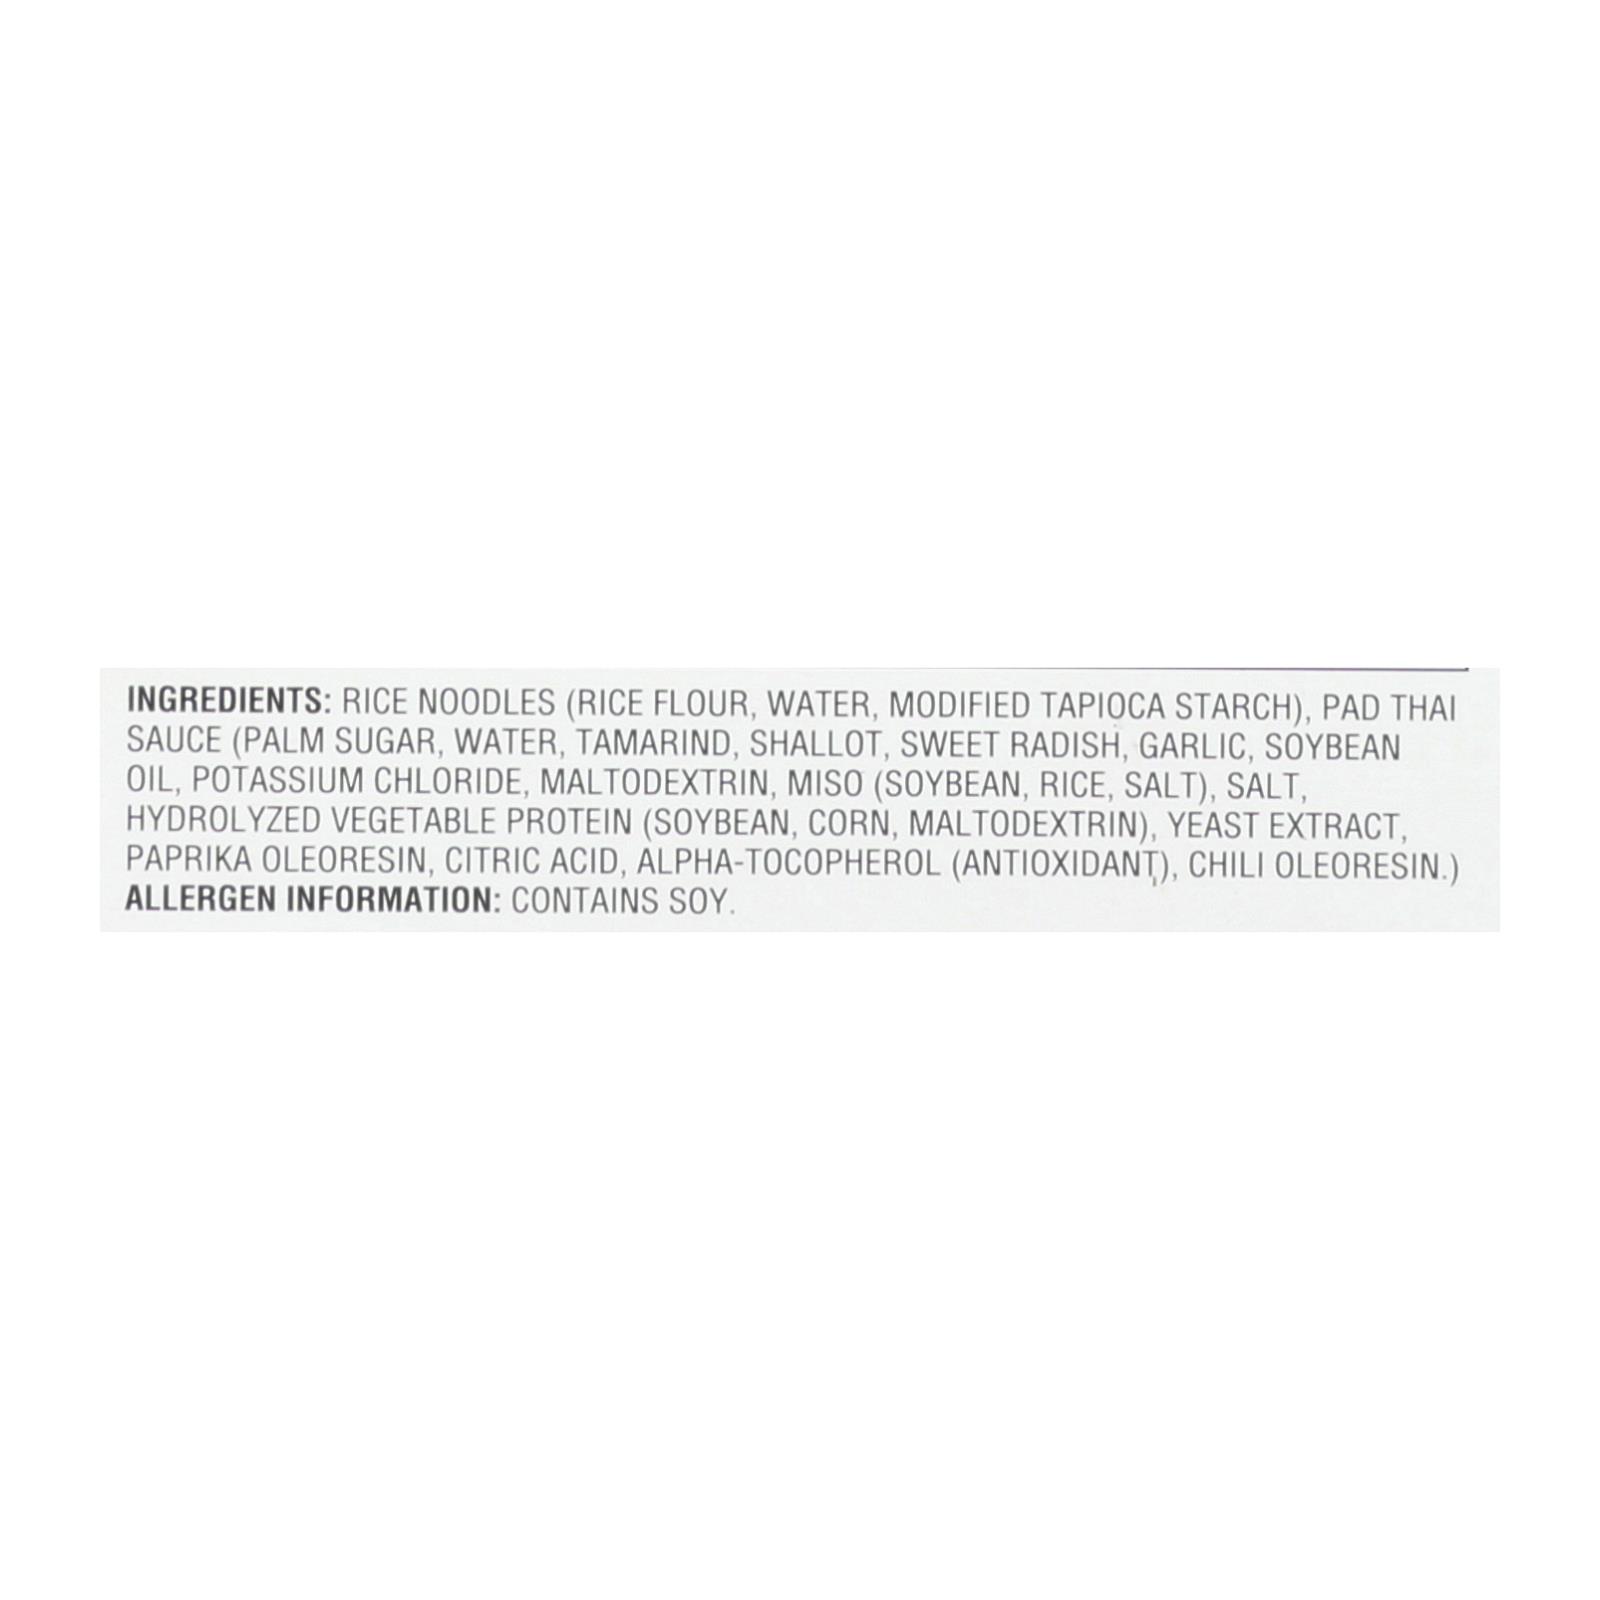 INGREDIENTS: RICE NOODLES (RICE FLOUR, WATER, MODIFIED TAPIOCA STARCH), PAD THAI
SAUCE (PALM SUGAR, WATER, TAMARIND, SHALLOT, SWEET RADISH, GARLIC, SOYBEAN
OIL, POTASSIUM CHLORIDE, MALTODEXTRIN, MISO (SOYBEAN, RICE, SALT), SALT,
HYDROLYZED VEGETABLE PROTEIN (SOYBEAN, CORN, MALTODEXTRIN), YEAST EXTRACT,
PAPRIKA OLEORESIN, CITRIC ACID, ALPHA-TOCOPHEROL (ANTIOXIDANT), CHILI OLEORESIN.)
ALLERGEN INFORMATION: CONTAINS SOY.